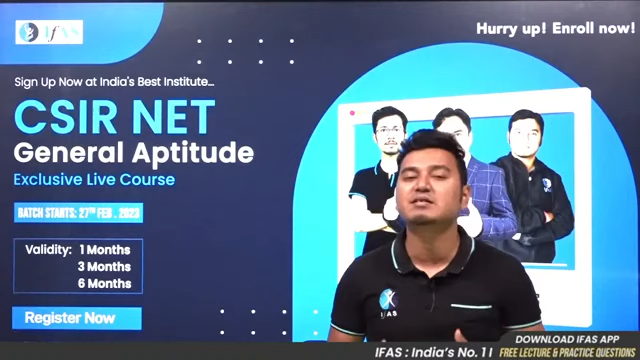 IFAS
Hurry up! Enroll now!
Sign Up Now at India's Best Institute...
CSIR NET
General Aptitude
Exclusive Live Course
BATCH STARTS: 27TH FEB . 2023
Validity: 1 Months
3 Months
6 Months
Register Now
IFAS
DOWNLOAD IFAS APP
IFAS : India's No. 1 I
FREE LECTURE & PRACTICE QUESTIONS